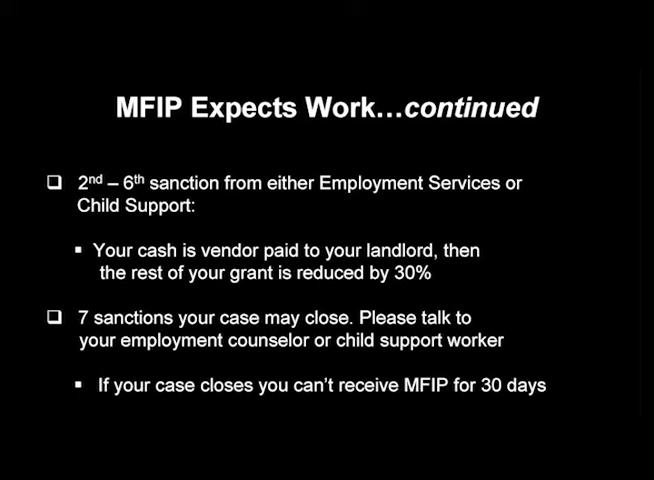 MFIP Expects Work…continued
2nd – 6th sanction from either Employment Services or
Child Support:
Your cash is vendor paid to your landlord, then
the rest of your grant is reduced by 30%
7 sanctions your case may close. Please talk to
your employment counselor or child support worker
If your case closes you can't receive MFIP for 30 days